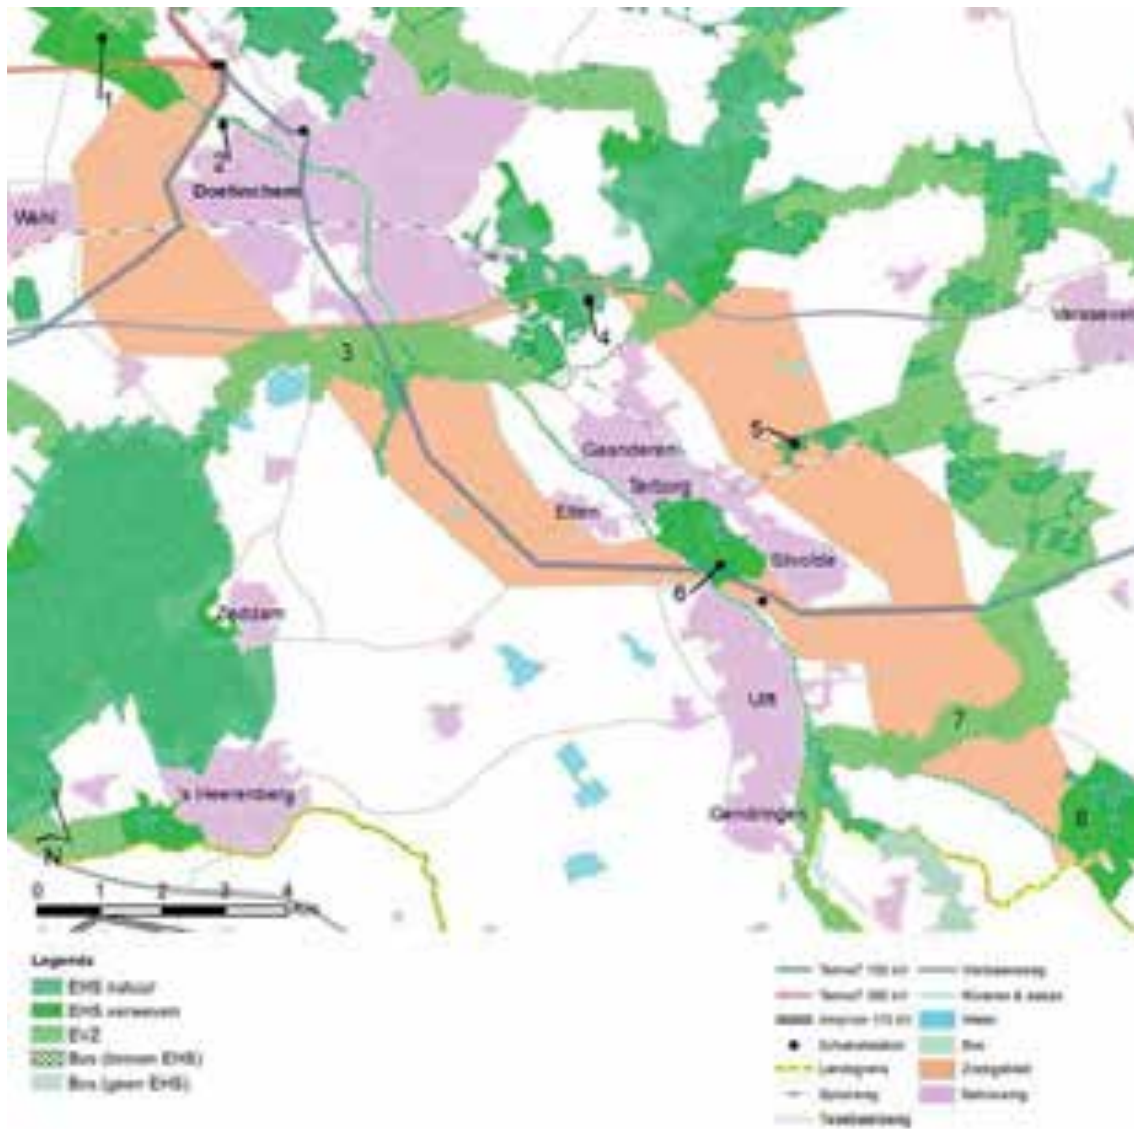 1
2
Doetinchem
Wehl
4
3
5
Gaanderen
Terborg
Etten
Silvolde
6
Zeddam
Ulft
7
's Heerenberg
Gendringen
8
N
0 1 2 3 4
Km
Legenda
EHS natuur
EHS verweven
EVZ
Bos (binnen EHS)
Bos (geen EHS)
TenneT 150 kV
TenneT 380 kV
Schakelstation
Landsgrens
Spoorweg
Water
Bos
Zoekgebied
Bebouwing